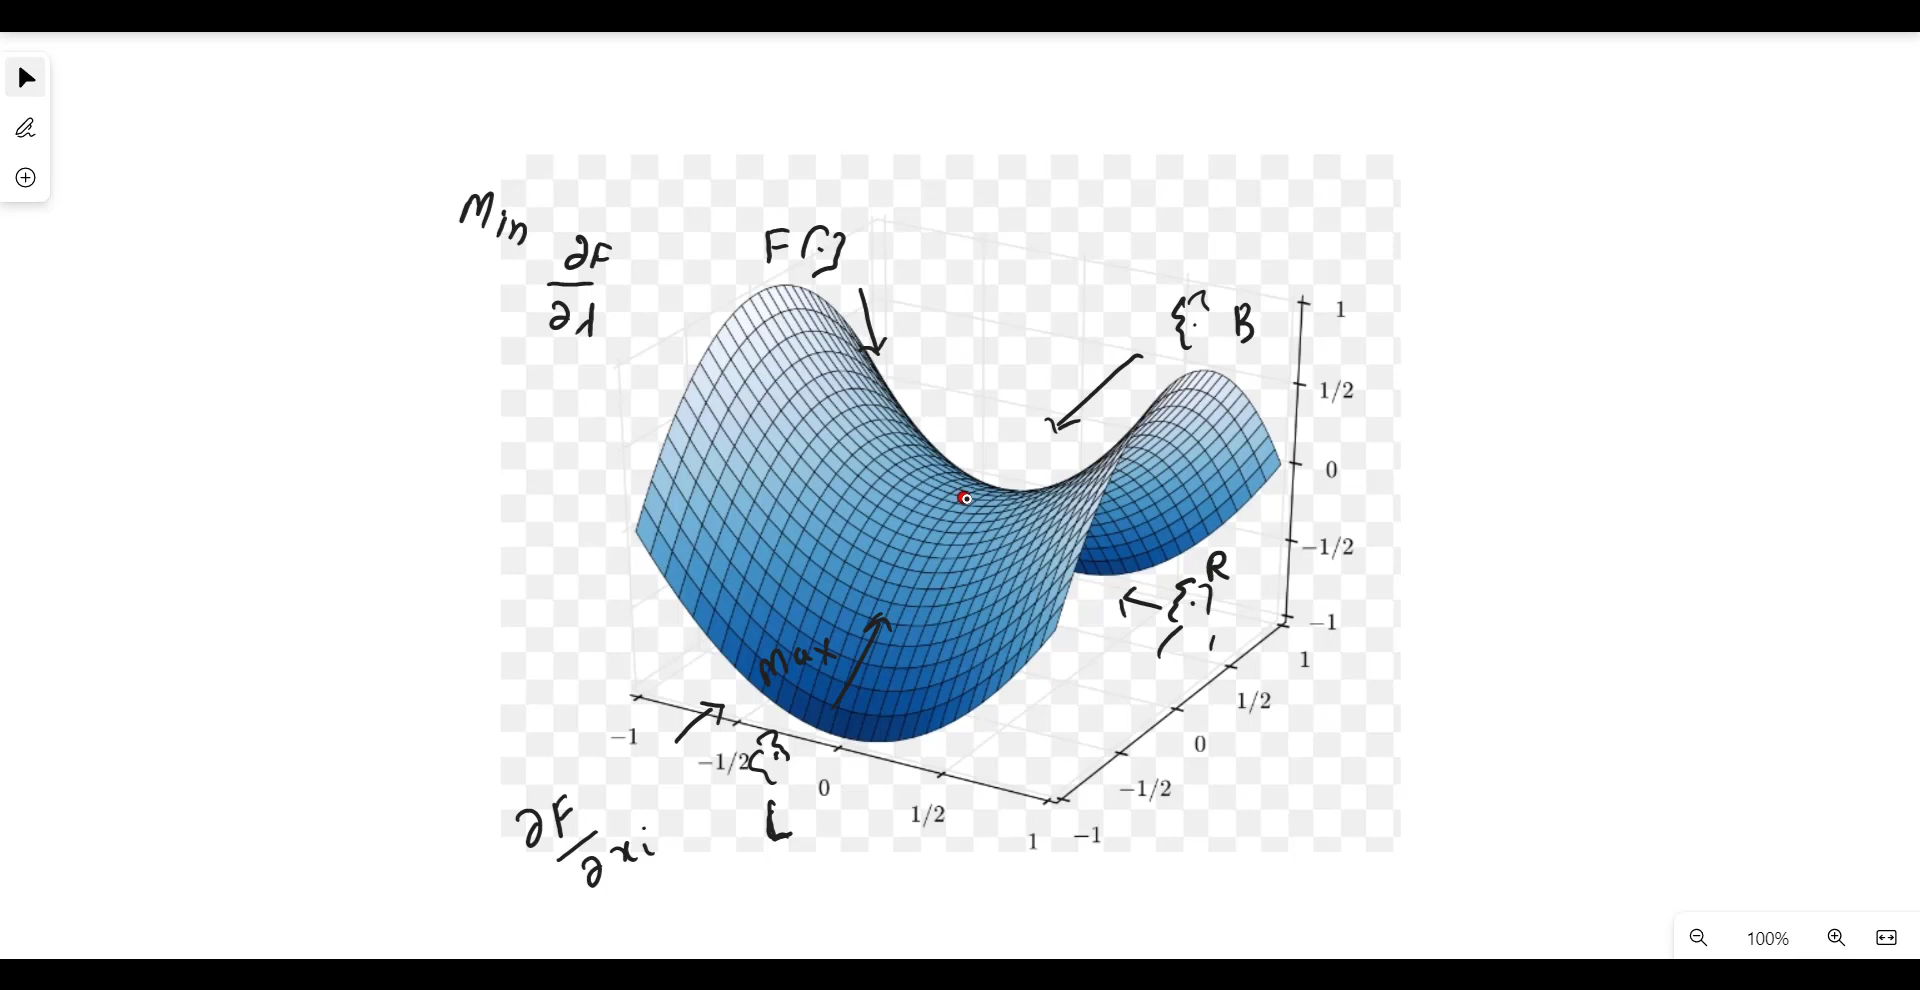 Min
∂F
∂λ
F(·]
{·} B
1
1/2
0
−1/2
−1
{·} R
Max
{·}
L
−1
−1/2
0
1/2
1
−1
−1/2
0
1/2
1
∂F/∂xi
100%